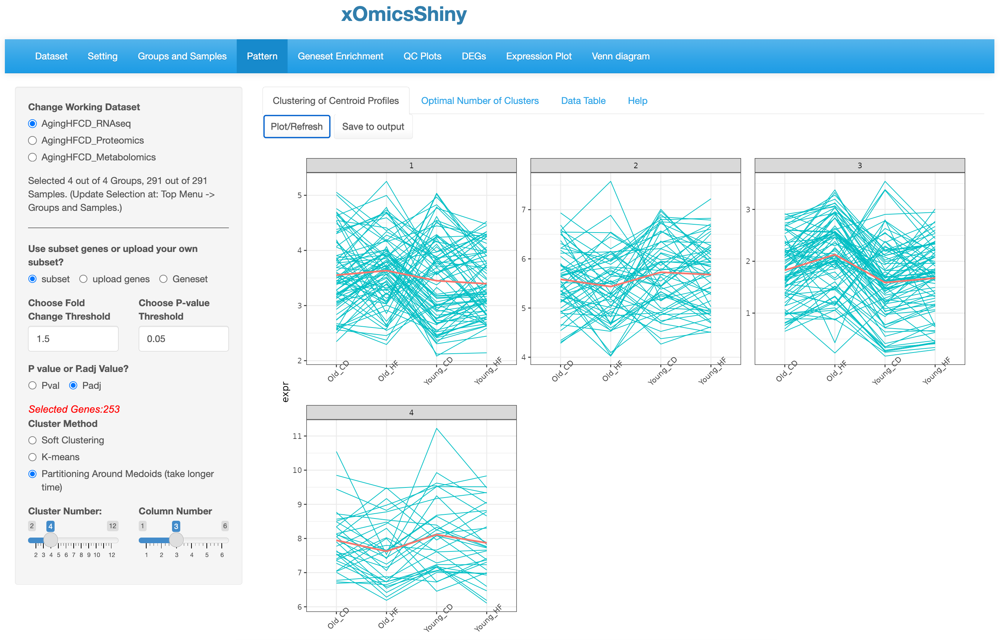 xOmicsShiny
Dataset Setting Groups and Samples Pattern Geneset Enrichment QC Plots DEGs Expression Plot Venn diagram
Change Working Dataset
AgingHFCD_RNAseq
AgingHFCD_Proteomics
AgingHFCD_Metabolomics
Selected 4 out of 4 Groups, 291 out of 291
Samples. (Update Selection at: Top Menu ->
Groups and Samples.)
Use subset genes or upload your own
subset?
subset upload genes Geneset
Choose Fold
Change Threshold
Choose P-value
Threshold
1.5 0.05
P value or P.adj Value?
Pval Padj
Selected Genes:253
Cluster Method
Soft Clustering
K-means
Partitioning Around Medoids (take longer
time)
Cluster Number: Column Number
2 4 12 1 3 6
2 3 4 5 6 7 8 9 10 12 1 2 3 4 5 6
Clustering of Centroid Profiles Optimal Number of Clusters Data Table Help
Plot/Refresh Save to output
expr
1
5
4
3
2
Old_CD Old_HF Young_CD Young_HF
2
7
6
5
4
Old_CD Old_HF Young_CD Young_HF
3
3
2
1
Old_CD Old_HF Young_CD Young_HF
4
11
10
9
8
7
6
Old_CD Old_HF Young_CD Young_HF